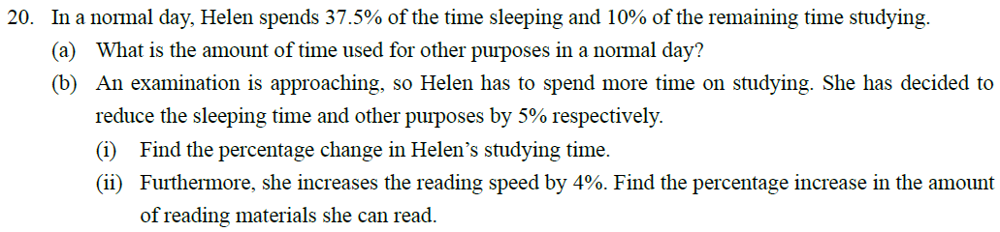 20. In a normal day, Helen spends 37.5% of the time sleeping and 10% of the remaining time studying.
(a) What is the amount of time used for other purposes in a normal day?
(b) An examination is approaching, so Helen has to spend more time on studying. She has decided to
reduce the sleeping time and other purposes by 5% respectively.
(i) Find the percentage change in Helen's studying time.
(ii) Furthermore, she increases the reading speed by 4%. Find the percentage increase in the amount
of reading materials she can read.